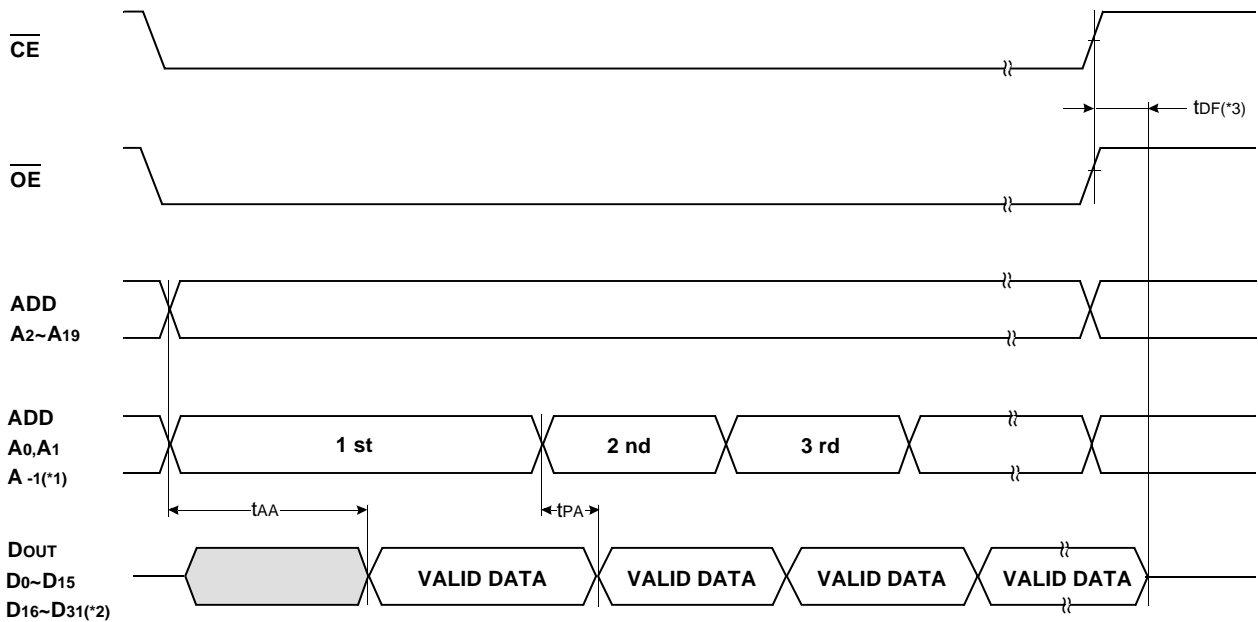 CE
tDF(*3)
OE
ADD
A2~A19
ADD
A0,A1
A -1(*1)
1 st
2 nd
3 rd
tAA
tPA
DOUT
D0~D15
D16~D31(*2)
VALID DATA
VALID DATA
VALID DATA
VALID DATA